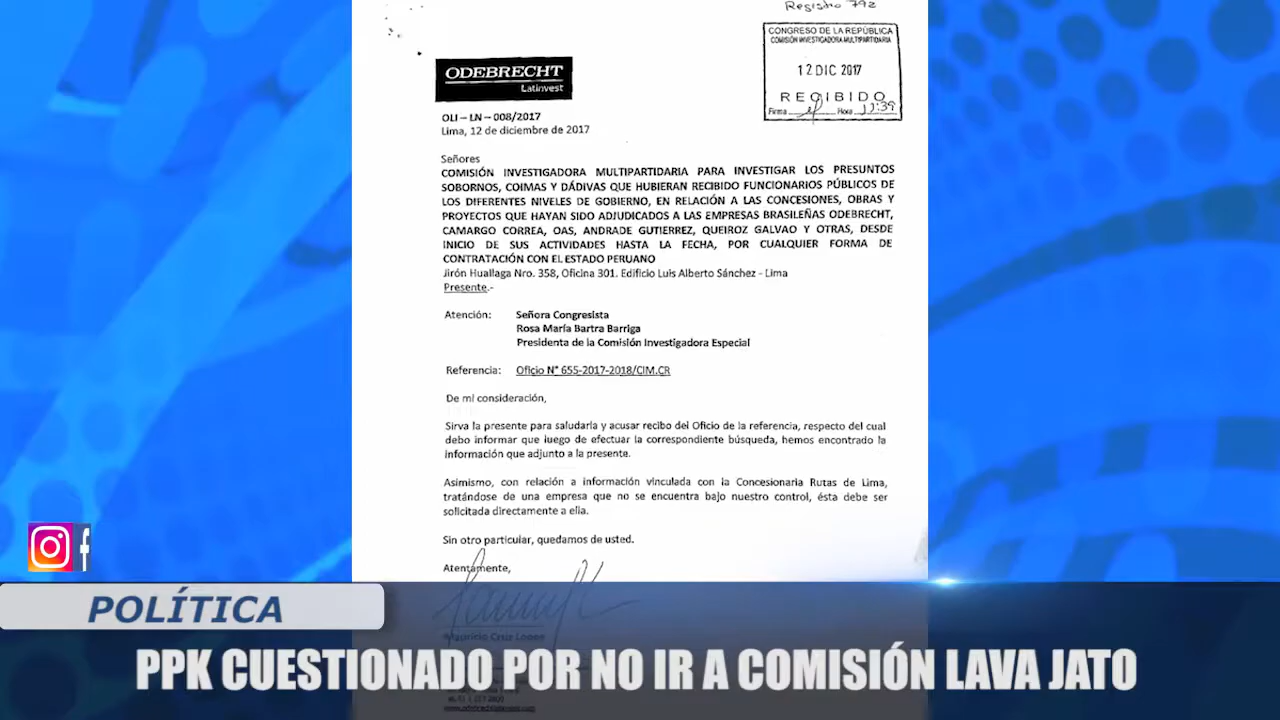 Registro 792
CONGRESO DE LA REPÚBLICA
COMISIÓN INVESTIGADORA MULTIPARTIDARIA
12 DIC 2017
RECIBIDO
Firma Hora 11:39
ODEBRECHT
Latinvest
OLI – LN – 008/2017
Lima, 12 de diciembre de 2017
Señores
COMISIÓN INVESTIGADORA MULTIPARTIDARIA PARA INVESTIGAR LOS PRESUNTOS
SOBORNOS, COIMAS Y DÁDIVAS QUE HUBIERAN RECIBIDO FUNCIONARIOS PÚBLICOS DE
LOS DIFERENTES NIVELES DE GOBIERNO, EN RELACIÓN A LAS CONCESIONES, OBRAS Y
PROYECTOS QUE HAYAN SIDO ADJUDICADOS A LAS EMPRESAS BRASILEÑAS ODEBRECHT,
CAMARGO CORREA, OAS, ANDRADE GUTIERREZ, QUEIROZ GALVAO Y OTRAS, DESDE
INICIO DE SUS ACTIVIDADES HASTA LA FECHA, POR CUALQUIER FORMA DE
CONTRATACIÓN CON EL ESTADO PERUANO
Jirón Huallaga Nro. 358, Oficina 301. Edificio Luis Alberto Sánchez - Lima
Presente.-
Atención: Señora Congresista
Rosa María Bartra Barriga
Presidenta de la Comisión Investigadora Especial
Referencia: Oficio N° 655-2017-2018/CIM.CR
De mi consideración,
Sirva la presente para saludarla y acusar recibo del Oficio de la referencia, respecto del cual
debo informar que luego de efectuar la correspondiente búsqueda, hemos encontrado la
información que adjunto a la presente.
Asimismo, con relación a información vinculada con la Concesionaria Rutas de Lima,
tratándose de una empresa que no se encuentra bajo nuestro control, ésta debe ser
solicitada directamente a ella.
Sin otro particular, quedamos de usted.
Atentamente,
Mauricio Cruz Lopes
POLÍTICA
PPK CUESTIONADO POR NO IR A COMISIÓN LAVA JATO